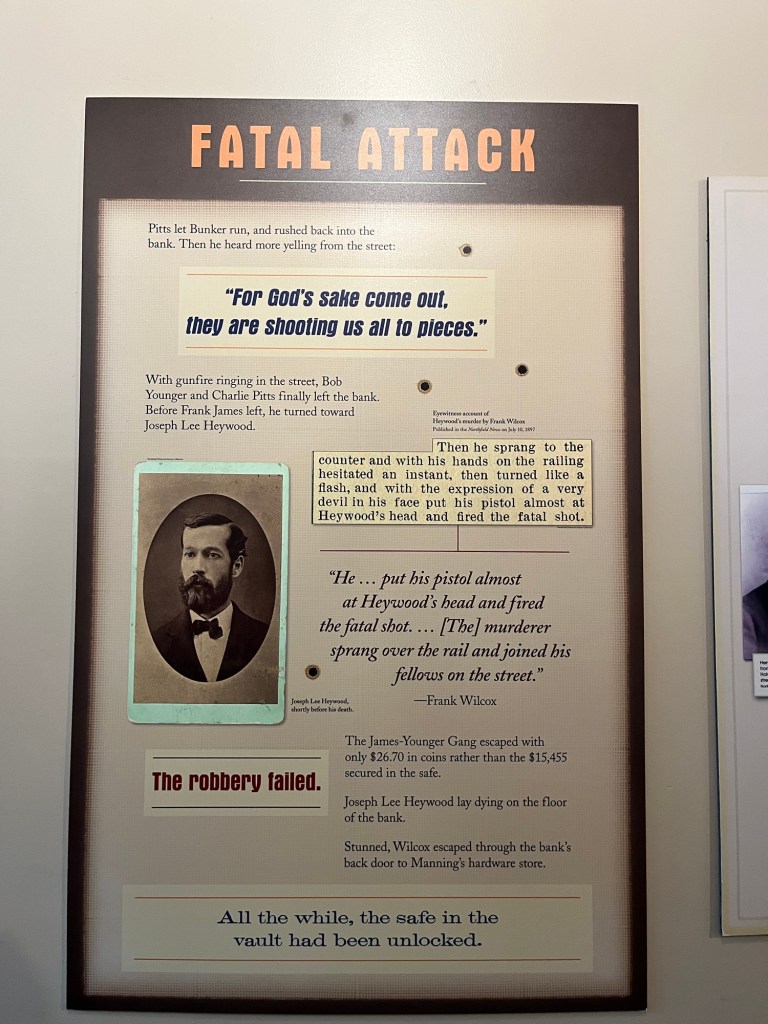 FATAL ATTACK
Pitts let Bunker run, and rushed back into the
bank. Then he heard more yelling from the street:
“For God’s sake come out,
they are shooting us all to pieces.”
With gunfire ringing in the street, Bob
Younger and Charlie Pitts finally left the bank.
Before Frank James left, he turned toward
Joseph Lee Heywood.
Eyewitness account of
Heywood’s murder by Frank Wilcox
Published in the Northfield News on July 10, 1897
Then he sprang to the
counter and with his hands on the railing
hesitated an instant, then turned like a
flash, and with the expression of a very
devil in his face put his pistol almost at
Heywood’s head and fired the fatal shot.
“He … put his pistol almost
at Heywood’s head and fired
the fatal shot. … [The] murderer
sprang over the rail and joined his
fellows on the street.”
—Frank Wilcox
Joseph Lee Heywood,
shortly before his death.
The robbery failed.
The James-Younger Gang escaped with
only $26.70 in coins rather than the $15,455
secured in the safe.
Joseph Lee Heywood lay dying on the floor
of the bank.
Stunned, Wilcox escaped through the bank’s
back door to Manning’s hardware store.
All the while, the safe in the
vault had been unlocked.